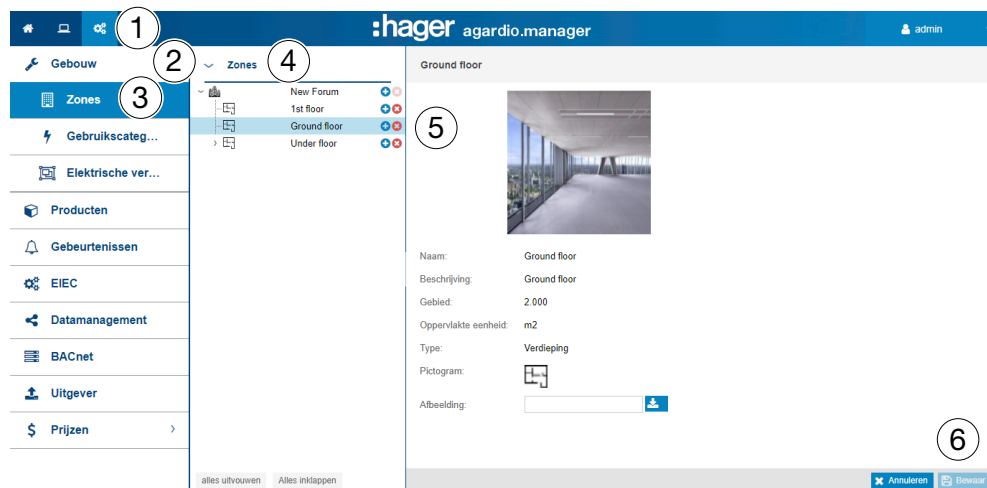 1
:hager agardio.manager
admin
Gebouw
2
Zones
4
Ground floor
Zones
3
New Forum
1st floor
Ground floor
Under floor
5
Gebruikscateg...
Elektrische ver...
Producten
Gebeurtenissen
EIEC
Datamanagement
BACnet
Uitgever
Prijzen
Naam: Ground floor
Beschrijving: Ground floor
Gebied: 2.000
Oppervlakte eenheid: m2
Type: Verdieping
Pictogram:
Afbeelding:
6
alles uitvouwen Alles inklappen
Annuleren Bewaar